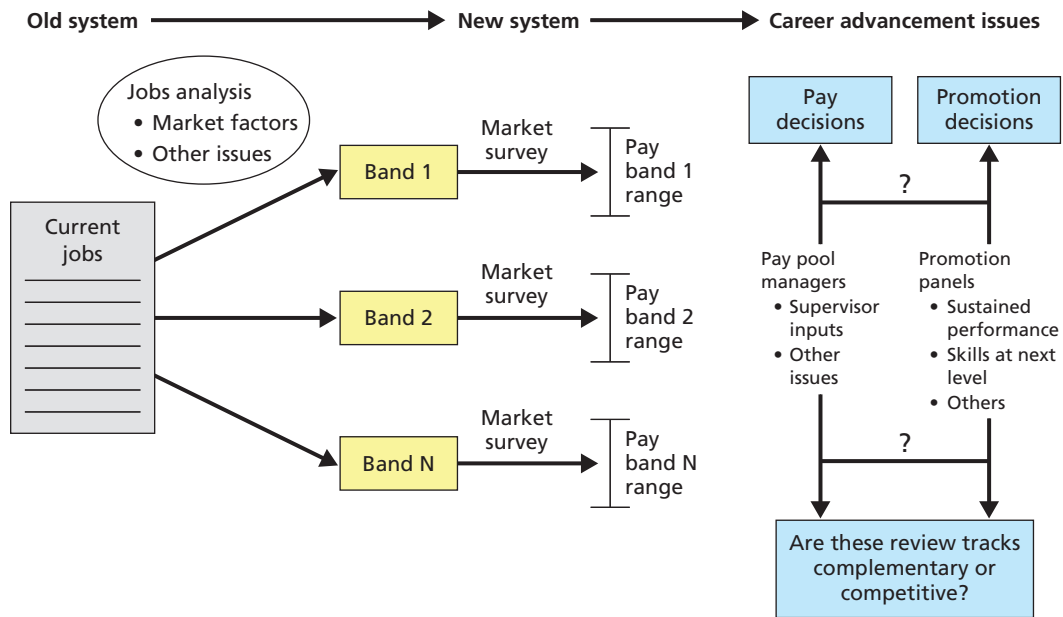 Old system
New system
Career advancement issues
Jobs analysis
• Market factors
• Other issues
Current
jobs
Band 1
Market
survey
Pay
band 1
range
Band 2
Market
survey
Pay
band 2
range
Band N
Market
survey
Pay
band N
range
Pay
decisions
Promotion
decisions
?
Pay pool
managers
• Supervisor
inputs
• Other
issues
Promotion
panels
• Sustained
performance
• Skills at next
level
• Others
?
Are these review tracks
complementary or
competitive?